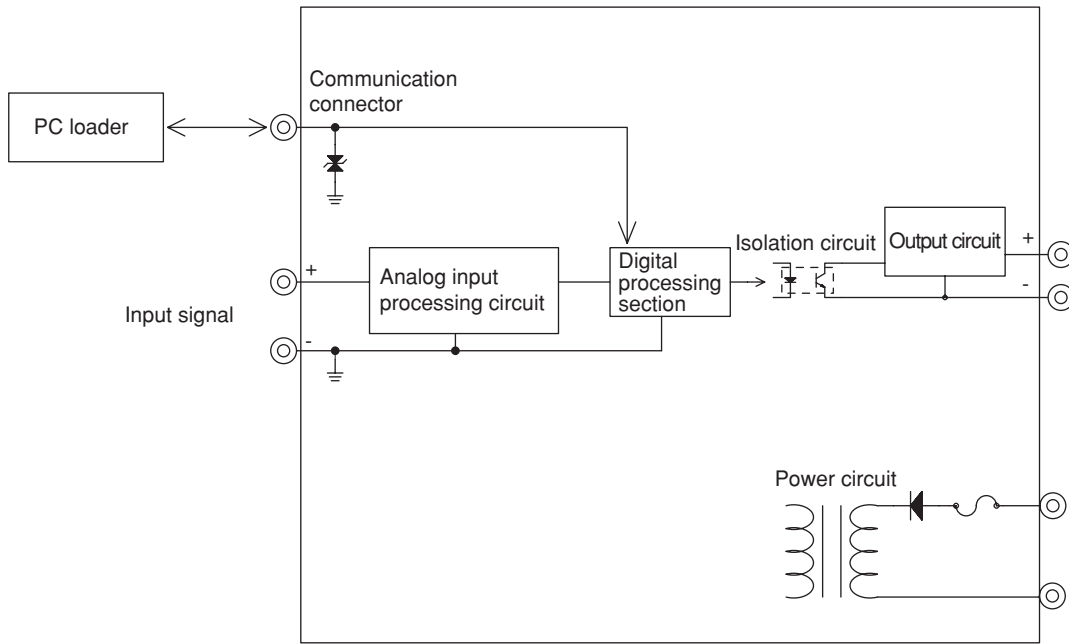 Communication
connector
PC loader
Isolation circuit
Output circuit
+
-
+
Analog input
processing circuit
Digital
processing
section
Input signal
-
Power circuit